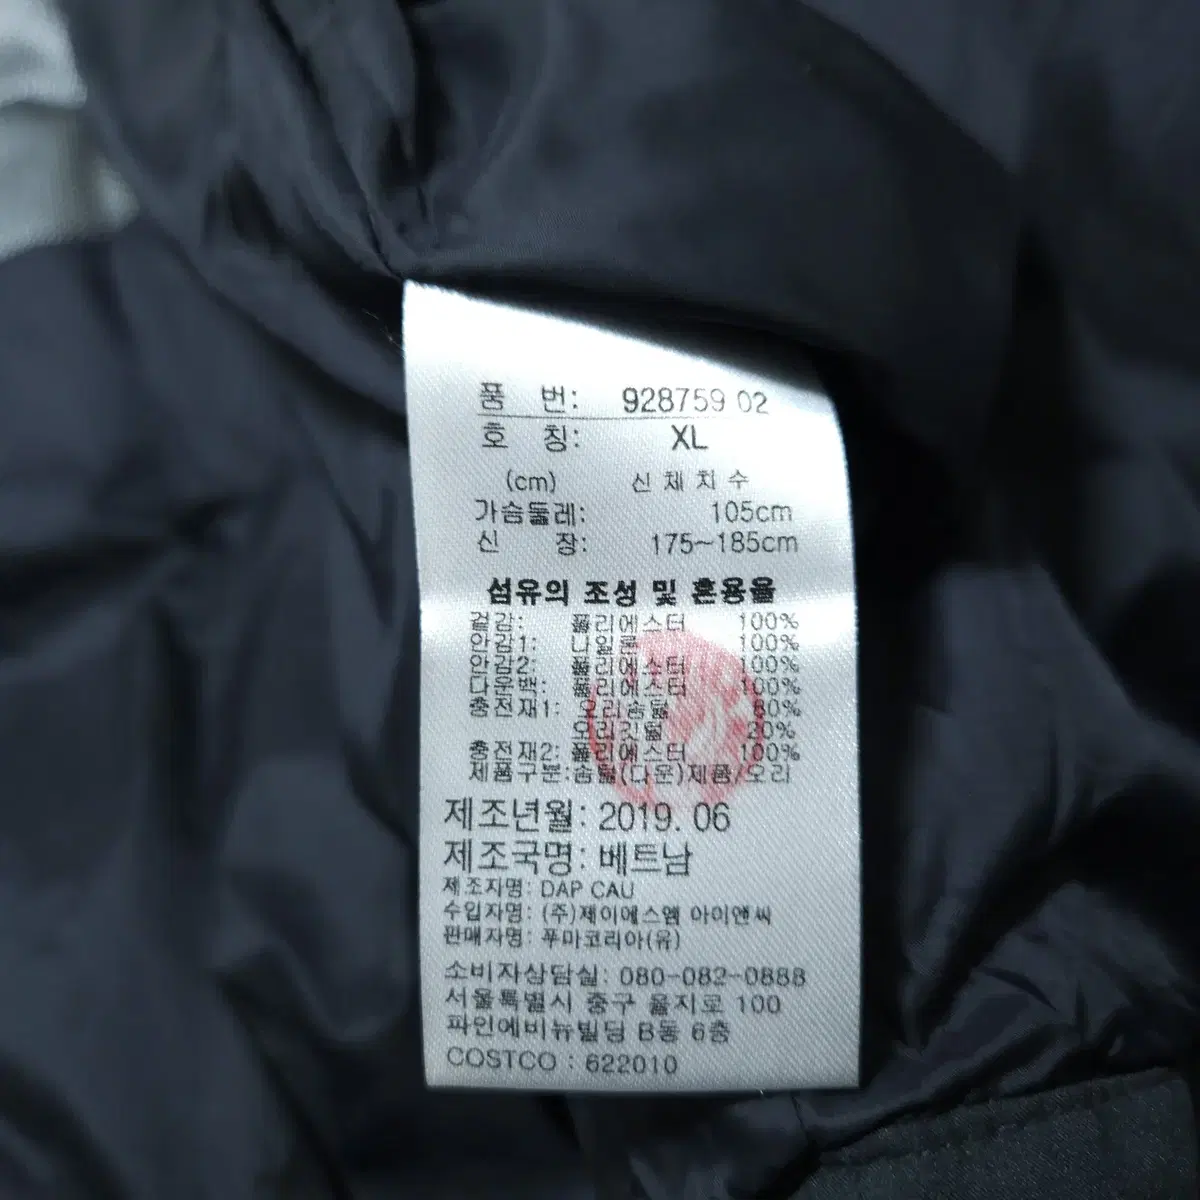 품 번: 928759 02
호 칭: XL
(cm) 신 체 치 수
가슴둘레: 105cm
신 장: 175~185cm
섬유의 조성 및 혼용율
겉감: 폴리에스터 100%
안감1: 나일론 100%
안감2: 폴리에스터 100%
다운백: 폴리에스터 100%
충전재1: 오리솜털 80%
오리깃털 20%
충전재2: 폴리에스터 100%
제품구분:솜털(다운)제품/오리
제조년월: 2019. 06
제조국명: 베트남
제조자명: DAP CAU
수입자명: (주)제이에스엠 아이앤씨
판매자명: 푸마코리아(유)
소비자상담실: 080-082-0888
서울특별시 중구 을지로 100
파인에비뉴빌딩 B동 6층
COSTCO : 622010